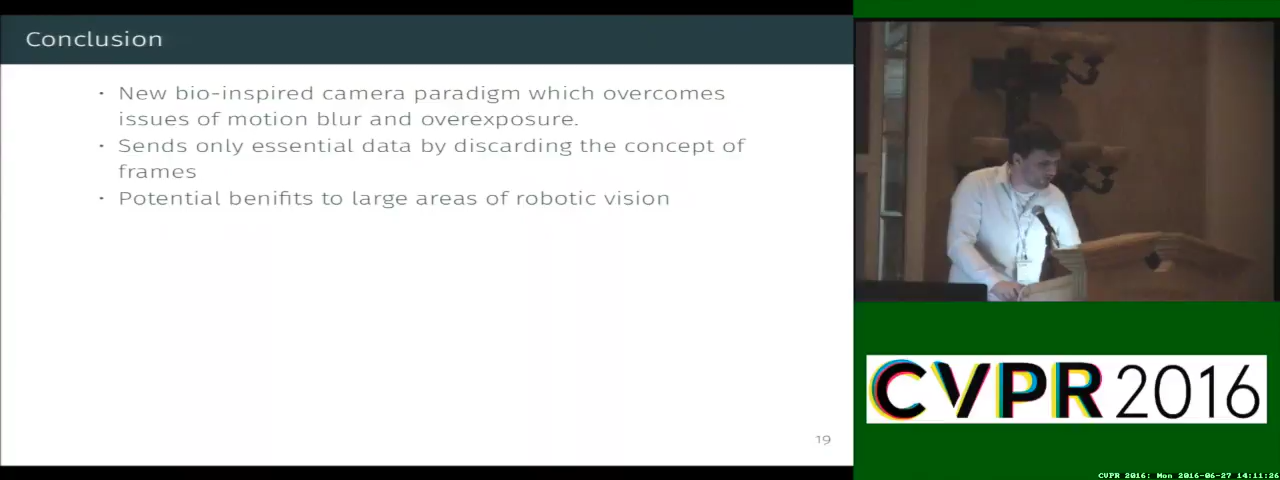 Conclusion
· New bio-inspired camera paradigm which overcomes
issues of motion blur and overexposure.
· Sends only essential data by discarding the concept of
frames
· Potential benifits to large areas of robotic vision
19
CVPR 2016
CVPR 2016: Mon 2016-06-27 14:11:26